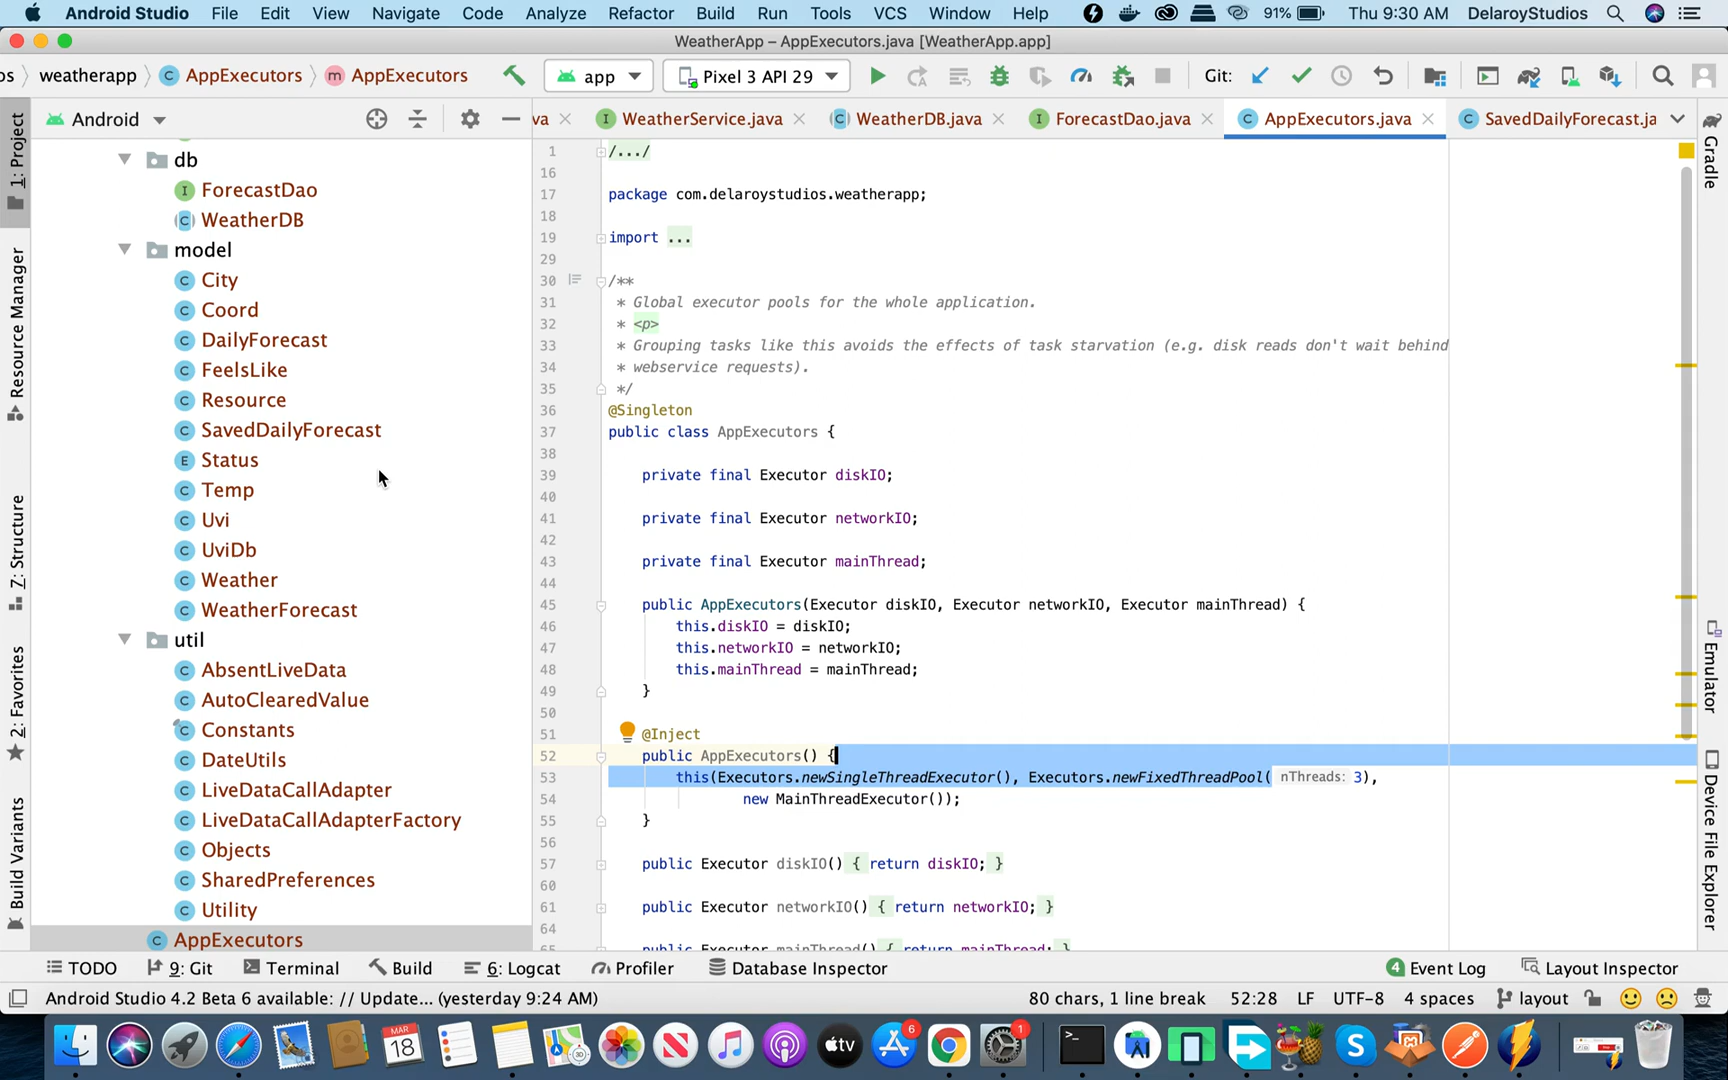 Android Studio File Edit View Navigate Code Analyze Refactor Build Run Tools VCS Window Help 91% Thu 9:30 AM DelaroyStudios
WeatherApp – AppExecutors.java [WeatherApp.app]
os weatherapp AppExecutors m AppExecutors app Pixel 3 API 29 Git:
Android
va WeatherService.java WeatherDB.java ForecastDao.java AppExecutors.java SavedDailyForecast.ja
1: Project
Resource Manager
7: Structure
2: Favorites
Build Variants
db
ForecastDao
WeatherDB
model
City
Coord
DailyForecast
FeelsLike
Resource
SavedDailyForecast
Status
Temp
Uvi
UviDb
Weather
WeatherForecast
util
AbsentLiveData
AutoClearedValue
Constants
DateUtils
LiveDataCallAdapter
LiveDataCallAdapterFactory
Objects
SharedPreferences
Utility
AppExecutors
1 /.../
16
17 package com.delaroystudios.weatherapp;
18
19 import ...
29
30 /**
31 * Global executor pools for the whole application.
32 * <p>
33 * Grouping tasks like this avoids the effects of task starvation (e.g. disk reads don't wait behind
34 * webservice requests).
35 */
36 @Singleton
37 public class AppExecutors {
38
39 private final Executor diskIO;
40
41 private final Executor networkIO;
42
43 private final Executor mainThread;
44
45 public AppExecutors(Executor diskIO, Executor networkIO, Executor mainThread) {
46 this.diskIO = diskIO;
47 this.networkIO = networkIO;
48 this.mainThread = mainThread;
49 }
50
51 @Inject
52 public AppExecutors() {
53 this(Executors.newSingleThreadExecutor(), Executors.newFixedThreadPool( nThreads: 3),
54 new MainThreadExecutor());
55 }
56
57 public Executor diskIO() { return diskIO; }
60
61 public Executor networkIO() { return networkIO; }
64
65 public Executor mainThread() { return mainThread; }
Gradle
Emulator
Device File Explorer
TODO 9: Git Terminal Build 6: Logcat Profiler Database Inspector 4 Event Log Layout Inspector
Android Studio 4.2 Beta 6 available: // Update... (yesterday 9:24 AM) 80 chars, 1 line break 52:28 LF UTF-8 4 spaces layout
MAR
18
tv
6
1